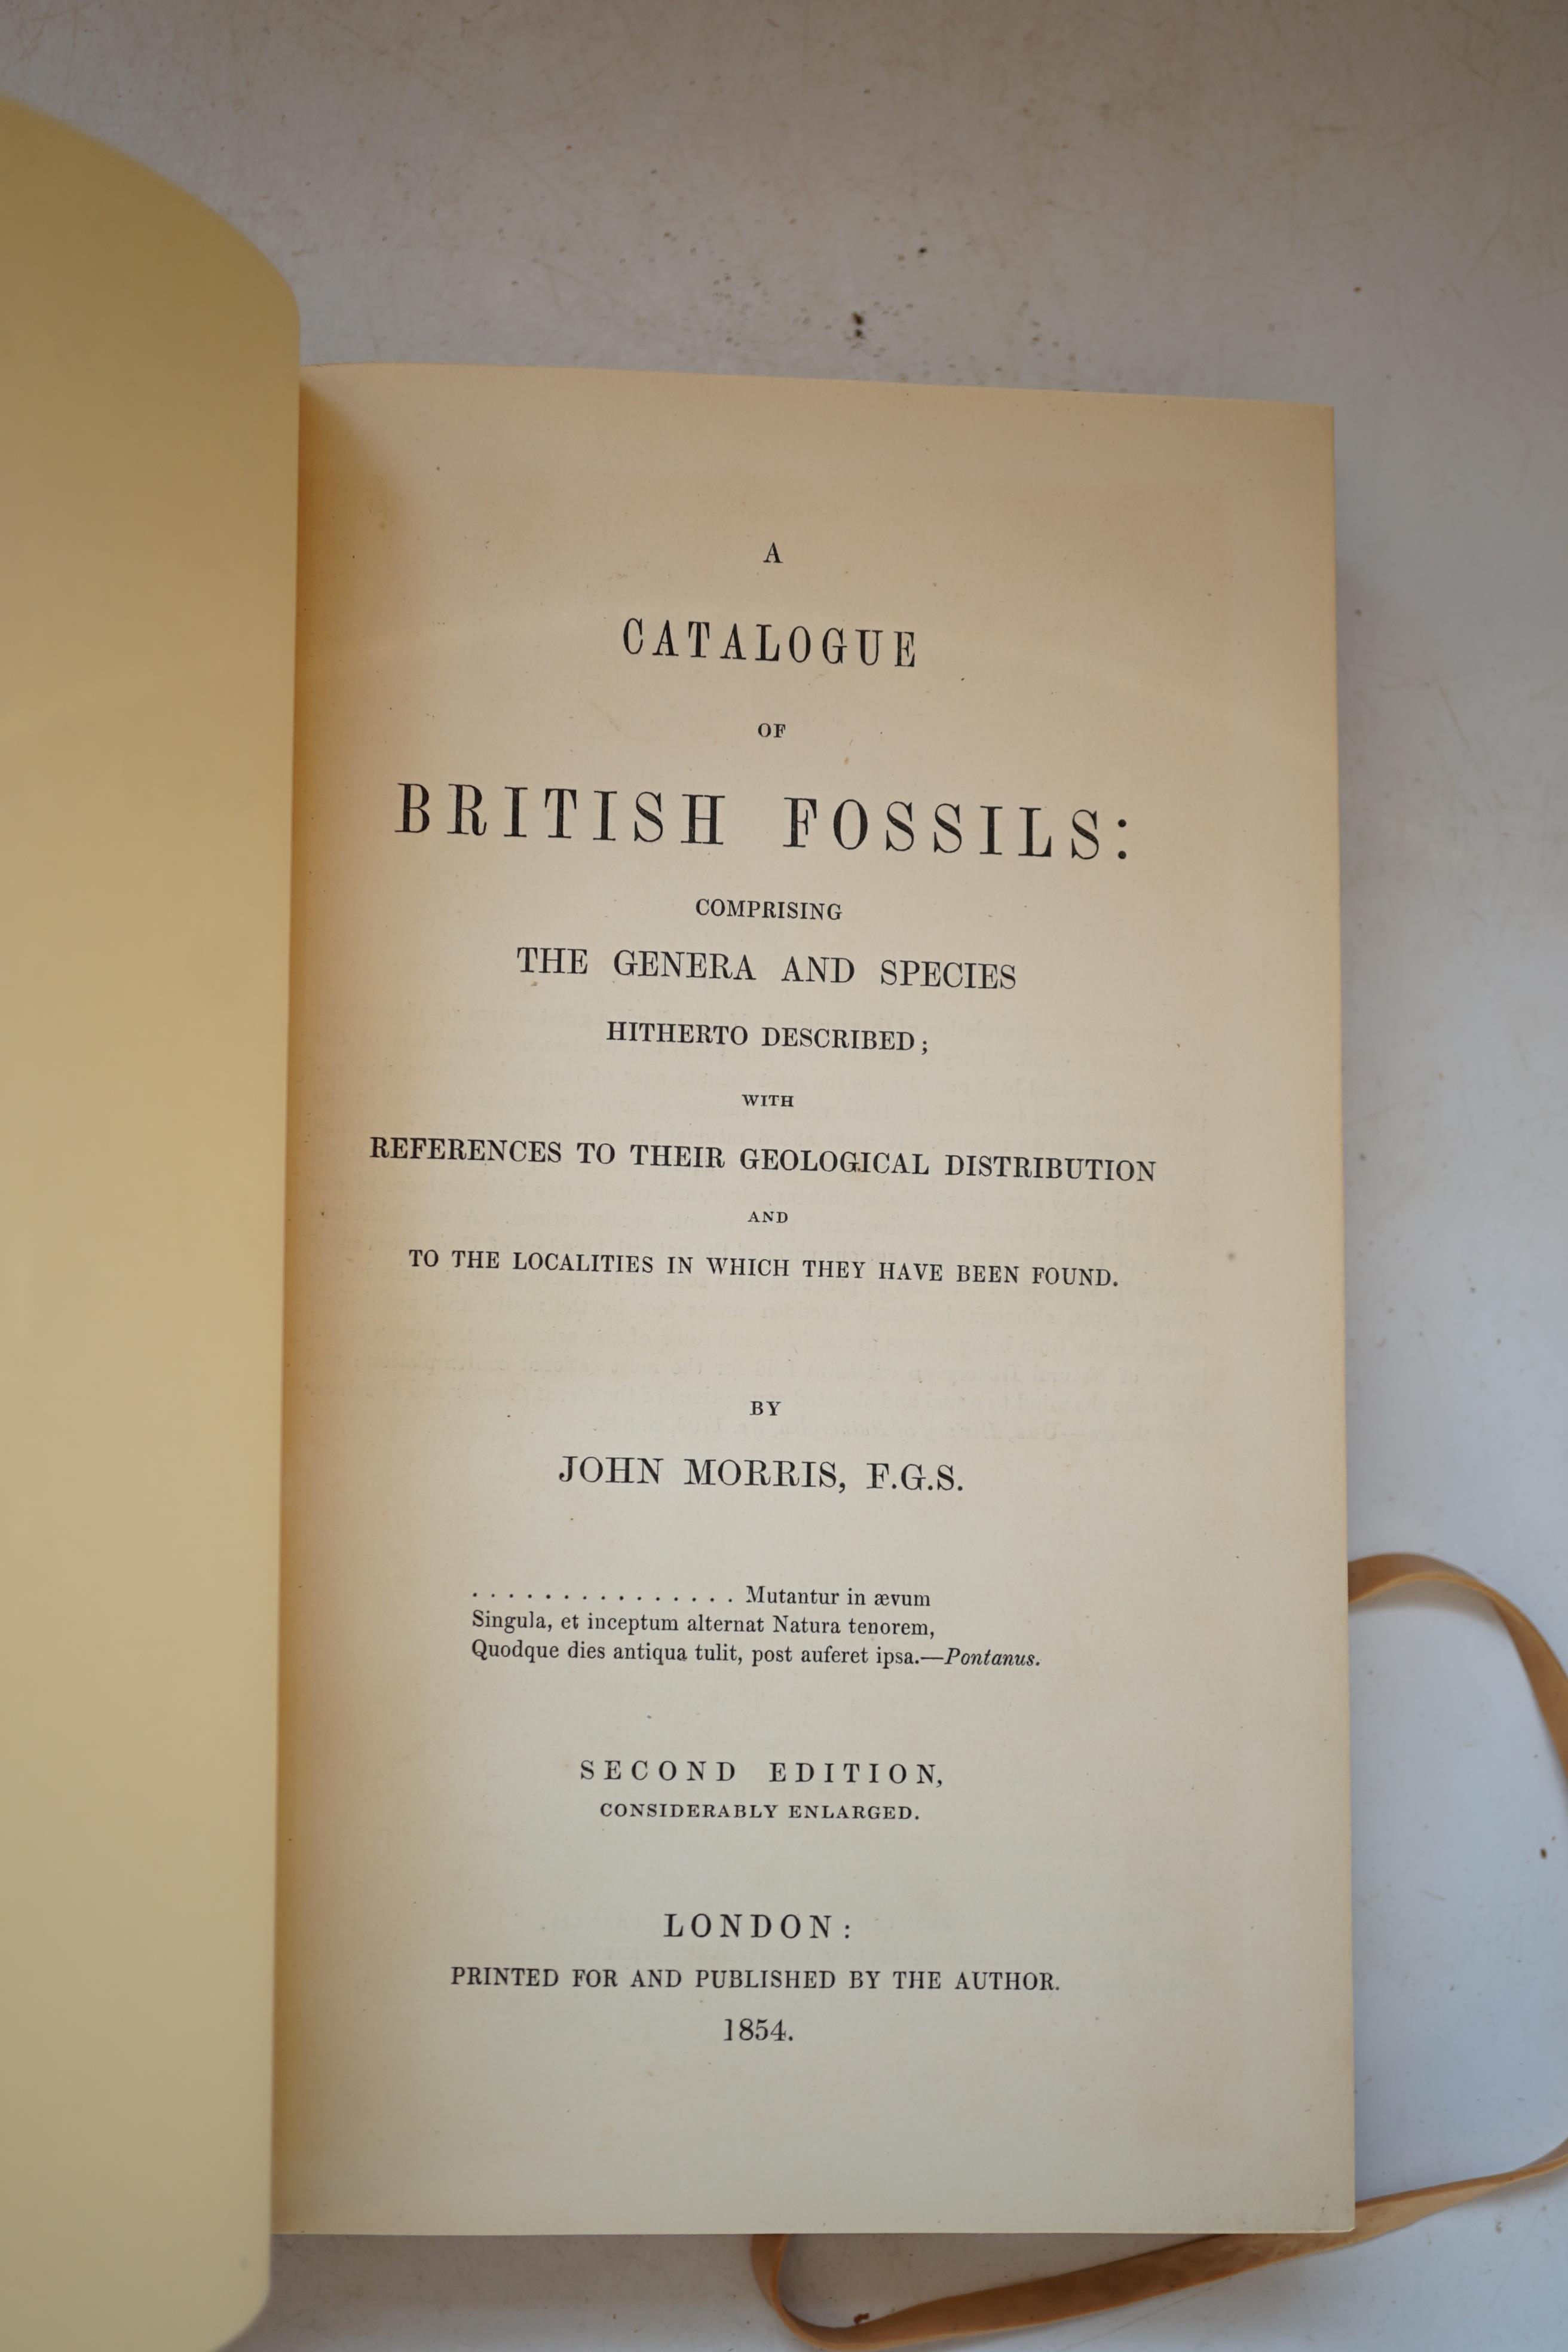 A
CATALOGUE
OF
BRITISH FOSSILS:
COMPRISING
THE GENERA AND SPECIES
HITHERTO DESCRIBED;
WITH
REFERENCES TO THEIR GEOLOGICAL DISTRIBUTION
AND
TO THE LOCALITIES IN WHICH THEY HAVE BEEN FOUND.
BY
JOHN MORRIS, F.G.S.
. . . . . . . . . . . . . . . Mutantur in ævum
Singula, et inceptum alternat Natura tenorem,
Quodque dies antiqua tulit, post auferet ipsa.—Pontanus.
SECOND EDITION,
CONSIDERABLY ENLARGED.
LONDON:
PRINTED FOR AND PUBLISHED BY THE AUTHOR.
1854.